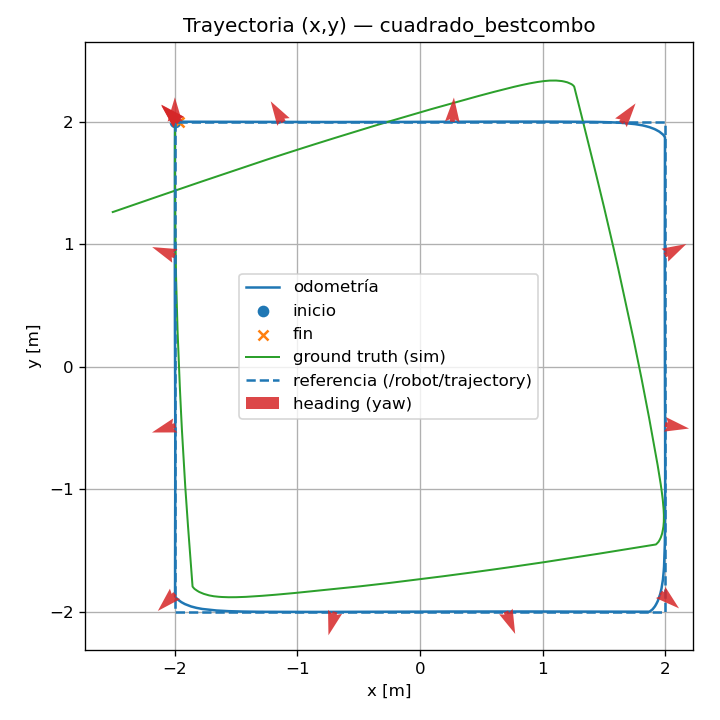 Trayectoria (x,y) — cuadrado_bestcombo
y [m]
2
1
0
−1
−2
odometría
inicio
fin
ground truth (sim)
referencia (/robot/trajectory)
heading (yaw)
−2
−1
0
1
2
x [m]